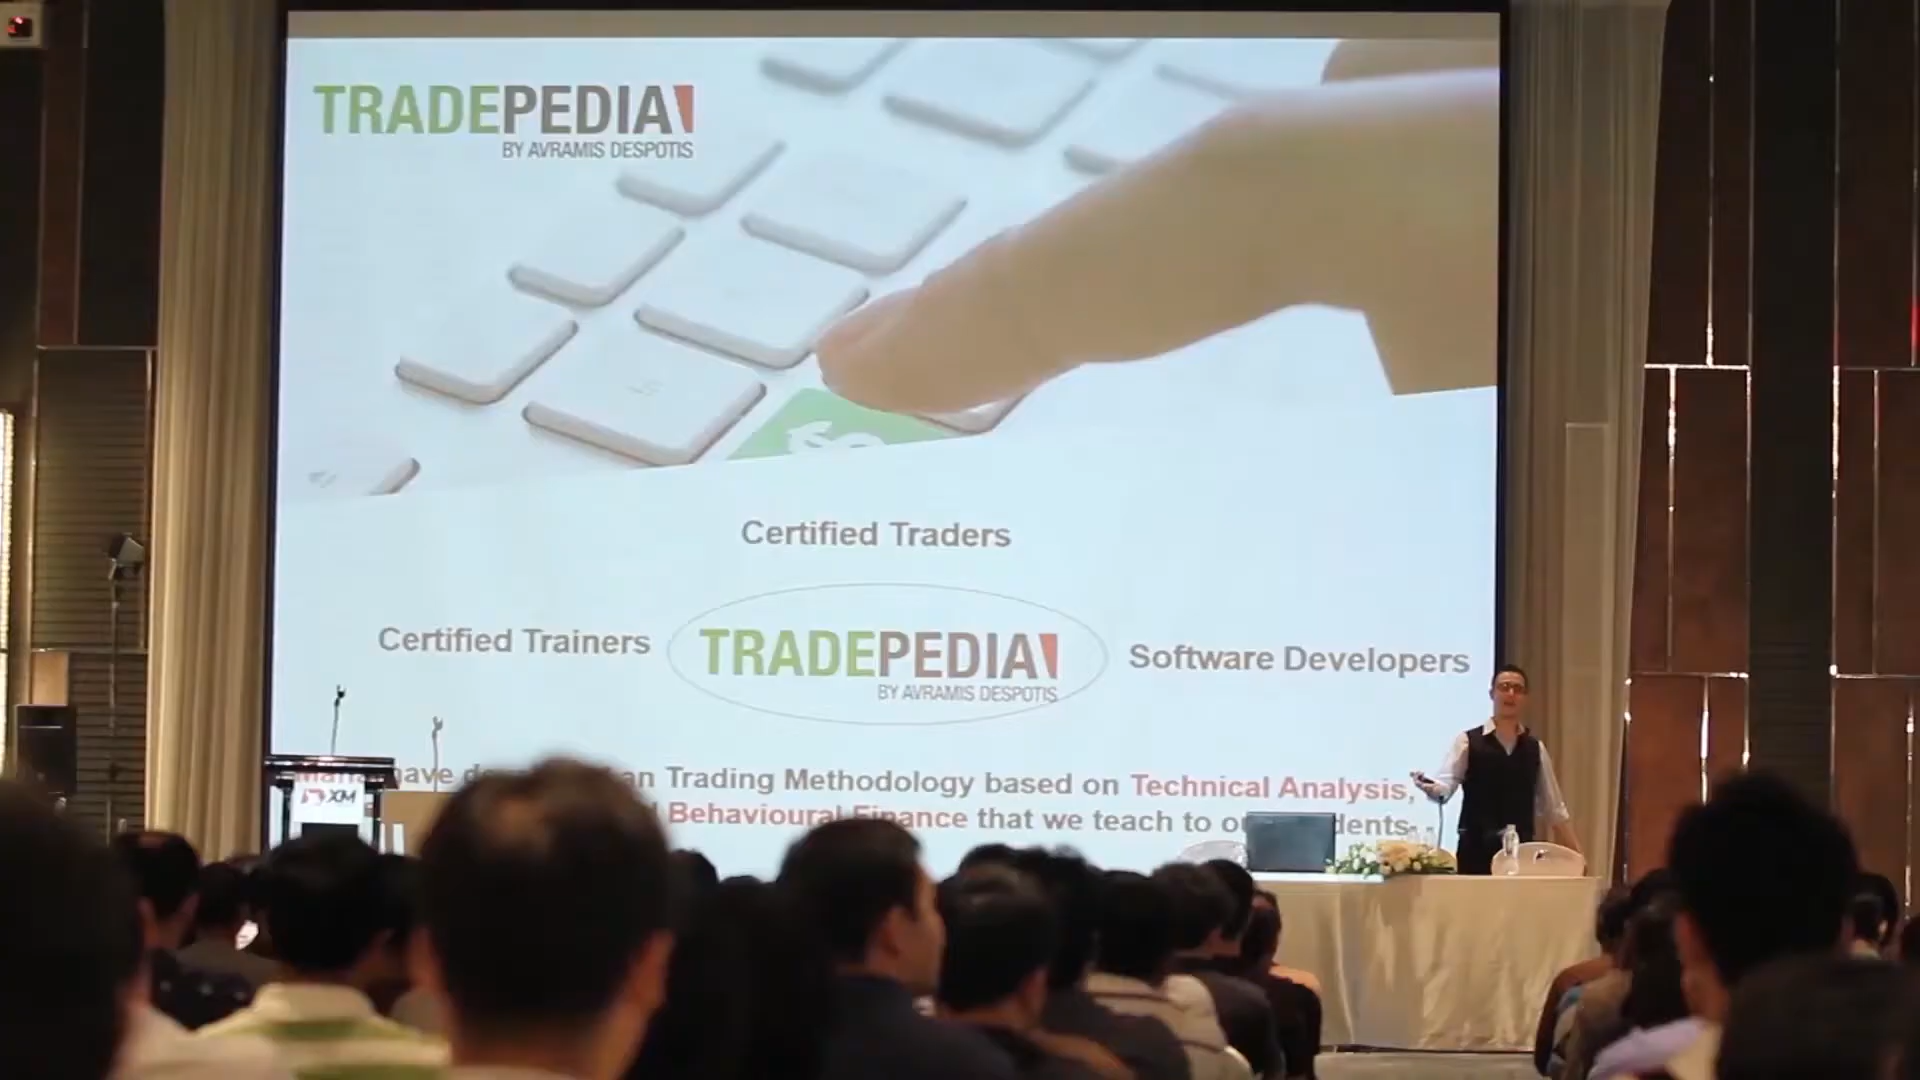 TRADEPEDIA
BY AVRAMIS DESPOTIS
Certified Traders
Certified Trainers
TRADEPEDIA
BY AVRAMIS DESPOTIS
Software Developers
an Trading Methodology based on Technical Analysis,
Behavioural Finance that we teach to
XM